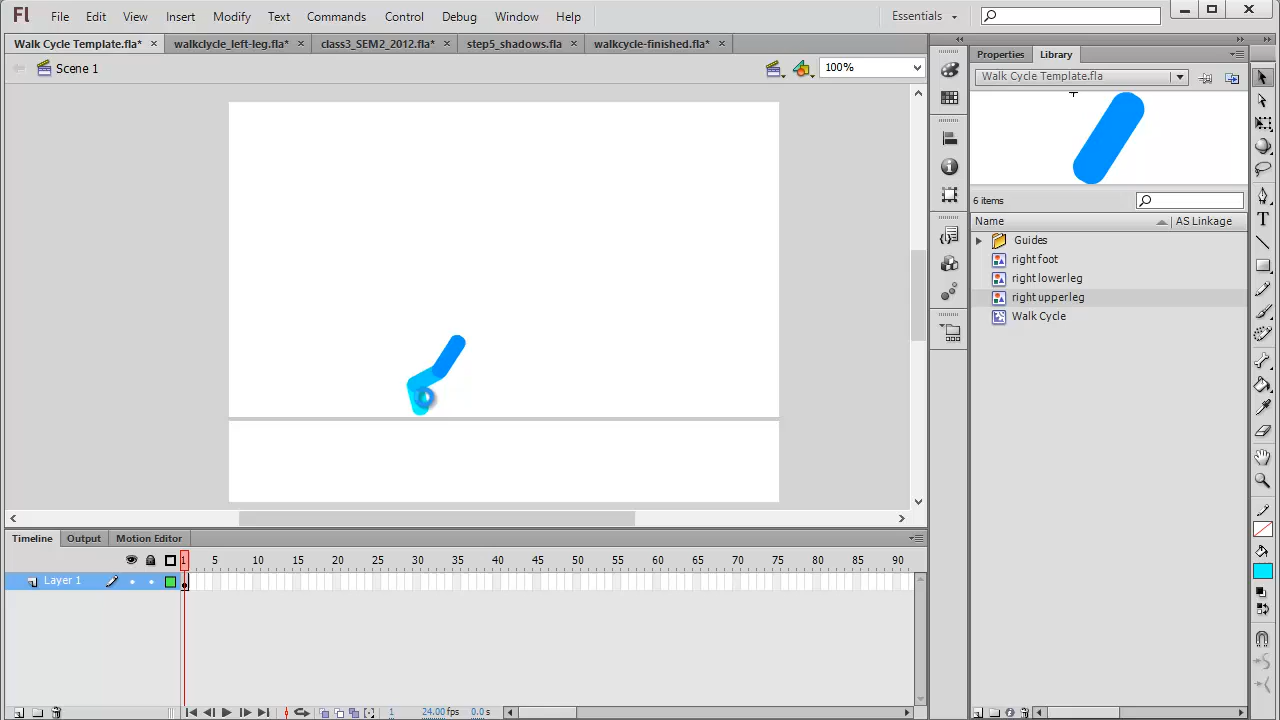 Fl File Edit View Insert Modify Text Commands Control Debug Window Help Essentials
Walk Cycle Template.fla* × walkclycle_left-leg.fla* × class3_SEM2_2012.fla* × step5_shadows.fla × walkcycle-finished.fla* ×
Scene 1 100%
Properties Library
Walk Cycle Template.fla
6 items
Name AS Linkage
Guides
right foot
right lowerleg
right upperleg
Walk Cycle
Timeline Output Motion Editor
1 5 10 15 20 25 30 35 40 45 50 55 60 65 70 75 80 85 90
Layer 1
1 24.00 fps 0.0 s